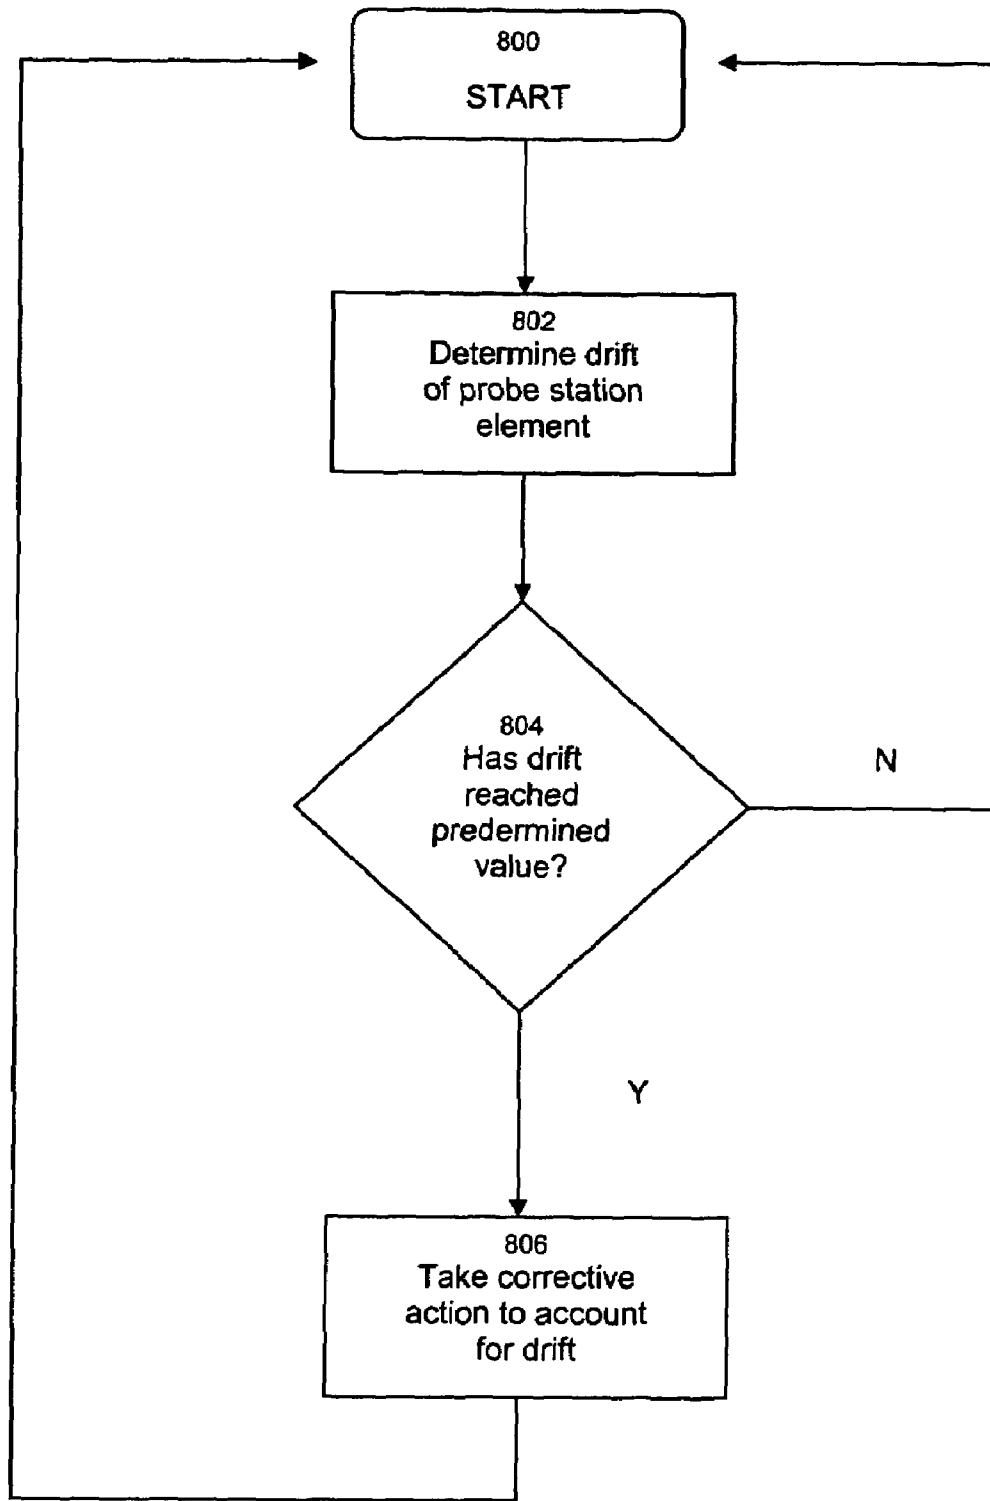 800
START
802
Determine drift
of probe station
element
804
Has drift
reached
predermined
value?
N
Y
806
Take corrective
action to account
for drift